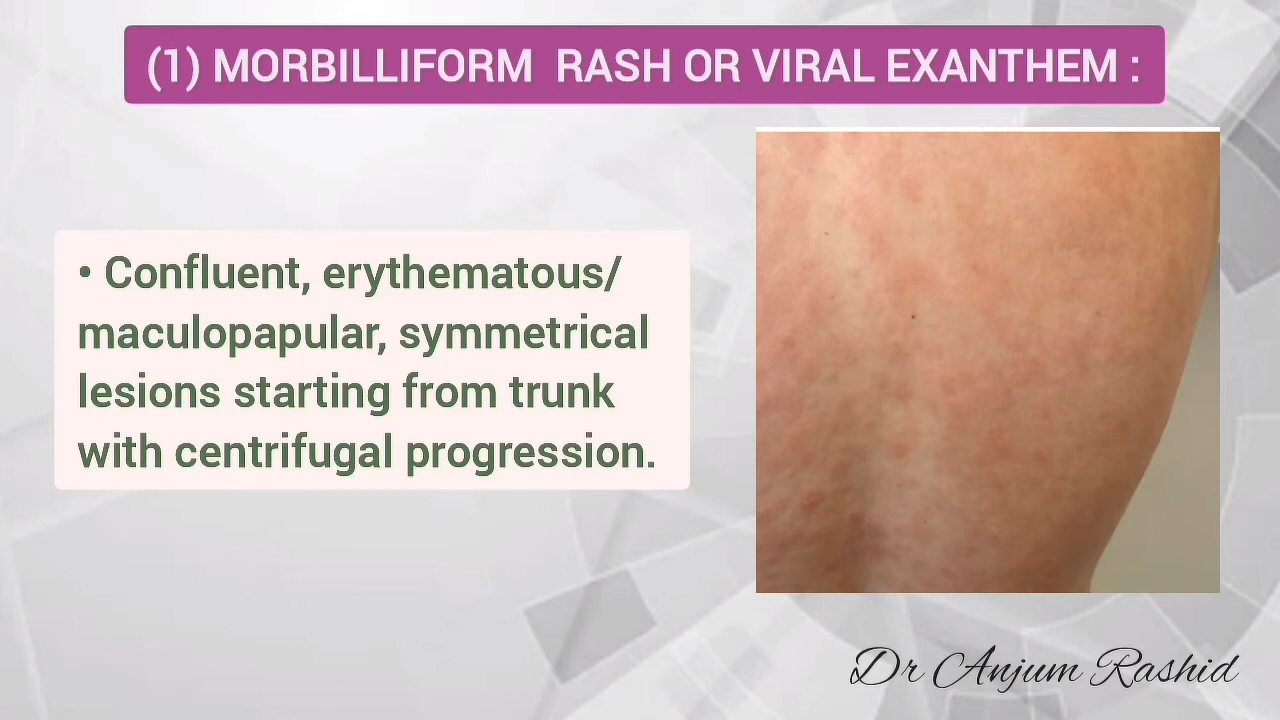 (1) MORBILLIFORM RASH OR VIRAL EXANTHEM :
• Confluent, erythematous/
maculopapular, symmetrical
lesions starting from trunk
with centrifugal progression.
Dr Anjum Rashid